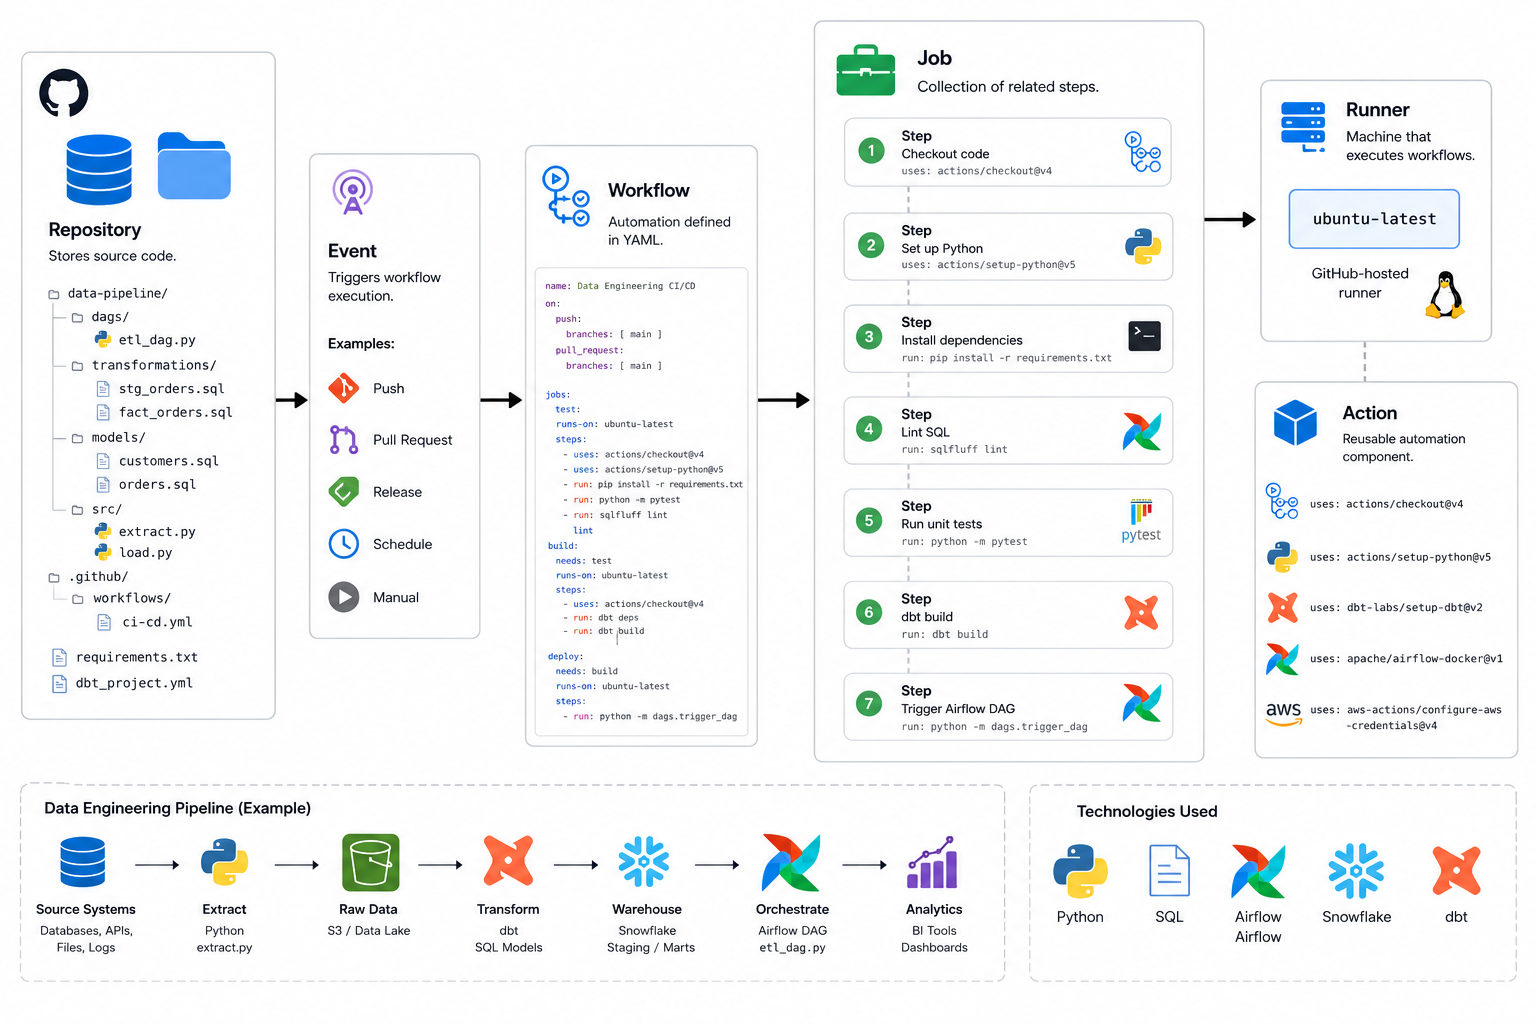 Repository
Stores source code.
data-pipeline/
dags/
etl_dag.py
transformations/
stg_orders.sql
fact_orders.sql
models/
customers.sql
orders.sql
src/
extract.py
load.py
.github/
workflows/
ci-cd.yml
requirements.txt
dbt_project.yml
Event
Triggers workflow
execution.
Examples:
Push
Pull Request
Release
Schedule
Manual
Workflow
Automation defined
in YAML.
name: Data Engineering CI/CD
on:
push:
branches: [ main ]
pull_request:
branches: [ main ]
jobs:
test:
runs-on: ubuntu-latest
steps:
- uses: actions/checkout@v4
- uses: actions/setup-python@v5
- run: pip install -r requirements.txt
- run: python -m pytest
- run: sqlfluff lint
lint
build:
needs: test
runs-on: ubuntu-latest
steps:
- uses: actions/checkout@v4
- run: dbt deps
- run: dbt build
deploy:
needs: build
runs-on: ubuntu-latest
steps:
- run: python -m dags.trigger_dag
Job
Collection of related steps.
1
Step
Checkout code
uses: actions/checkout@v4
2
Step
Set up Python
uses: actions/setup-python@v5
3
Step
Install dependencies
run: pip install -r requirements.txt
4
Step
Lint SQL
run: sqlfluff lint
5
Step
Run unit tests
run: python -m pytest
pytest
6
Step
dbt build
run: dbt build
7
Step
Trigger Airflow DAG
run: python -m dags.trigger_dag
Runner
Machine that
executes workflows.
ubuntu-latest
GitHub-hosted
runner
Action
Reusable automation
component.
uses: actions/checkout@v4
uses: actions/setup-python@v5
uses: dbt-labs/setup-dbt@v2
uses: apache/airflow-docker@v1
aws
uses: aws-actions/configure-aws
-credentials@v4
Data Engineering Pipeline (Example)
Source Systems
Databases, APIs,
Files, Logs
Extract
Python
extract.py
Raw Data
S3 / Data Lake
Transform
dbt
SQL Models
Warehouse
Snowflake
Staging / Marts
Orchestrate
Airflow DAG
etl_dag.py
Analytics
BI Tools
Dashboards
Technologies Used
Python
SQL
Airflow
Airflow
Snowflake
dbt